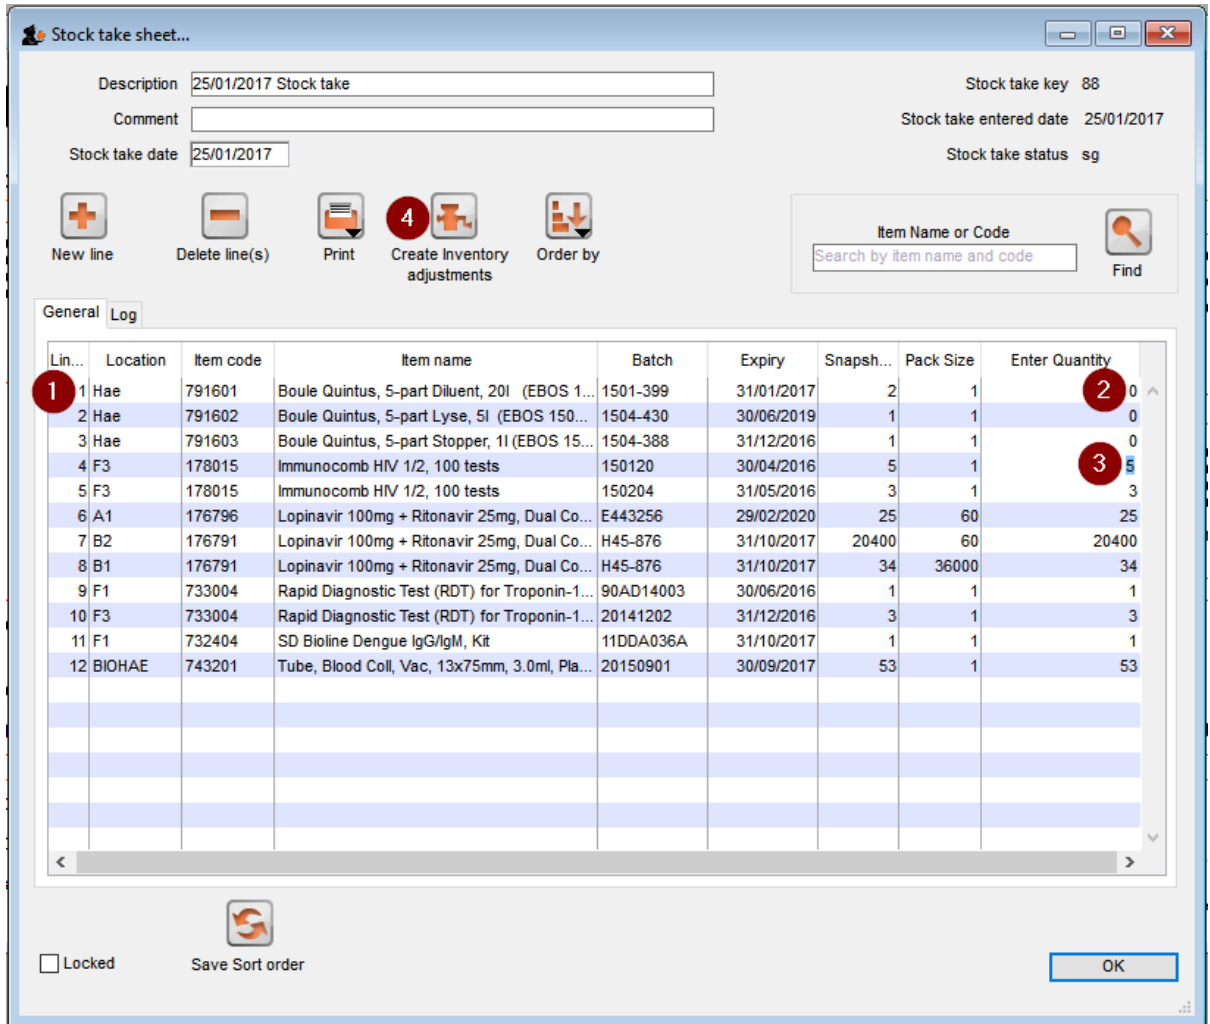 Stock take sheet...
Description 25/01/2017 Stock take Stock take key 88
Comment Stock take entered date 25/01/2017
Stock take date 25/01/2017 Stock take status sg
4
New line Delete line(s) Print Create Inventory adjustments Order by
Item Name or Code
Search by item name and code
Find
General Log
Lin... Location Item code Item name Batch Expiry Snapsh... Pack Size Enter Quantity
1 1 Hae 791601 Boule Quintus, 5-part Diluent, 20l (EBOS 1... 1501-399 31/01/2017 2 1 2 0
2 Hae 791602 Boule Quintus, 5-part Lyse, 5l (EBOS 150... 1504-430 30/06/2019 1 1 0
3 Hae 791603 Boule Quintus, 5-part Stopper, 1l (EBOS 15... 1504-388 31/12/2016 1 1 0
4 F3 178015 Immunocomb HIV 1/2, 100 tests 150120 30/04/2016 5 1 3 5
5 F3 178015 Immunocomb HIV 1/2, 100 tests 150204 31/05/2016 3 1 3
6 A1 176796 Lopinavir 100mg + Ritonavir 25mg, Dual Co... E443256 29/02/2020 25 60 25
7 B2 176791 Lopinavir 100mg + Ritonavir 25mg, Dual Co... H45-876 31/10/2017 20400 60 20400
8 B1 176791 Lopinavir 100mg + Ritonavir 25mg, Dual Co... H45-876 31/10/2017 34 36000 34
9 F1 733004 Rapid Diagnostic Test (RDT) for Troponin-1... 90AD14003 30/06/2016 1 1 1
10 F3 733004 Rapid Diagnostic Test (RDT) for Troponin-1... 20141202 31/12/2016 3 1 3
11 F1 732404 SD Bioline Dengue IgG/IgM, Kit 11DDA036A 31/10/2017 1 1 1
12 BIOHAE 743201 Tube, Blood Coll, Vac, 13x75mm, 3.0ml, Pla... 20150901 30/09/2017 53 1 53
Locked Save Sort order OK